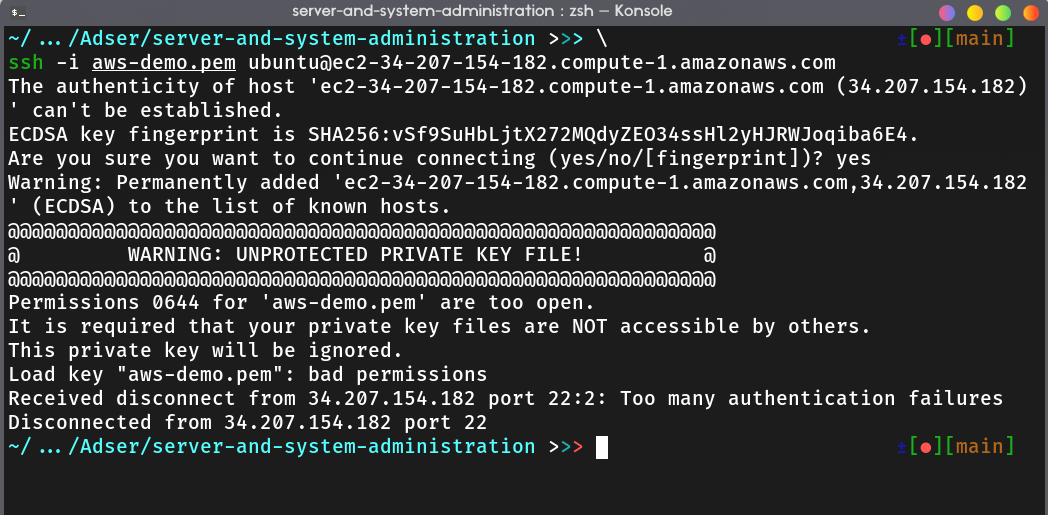 server-and-system-administration : zsh — Konsole
~/ … /Adser/server-and-system-administration >>> \ ±[●][main]
ssh -i aws-demo.pem ubuntu@ec2-34-207-154-182.compute-1.amazonaws.com
The authenticity of host 'ec2-34-207-154-182.compute-1.amazonaws.com (34.207.154.182)
' can't be established.
ECDSA key fingerprint is SHA256:vSf9SuHbLjtX272MQdyZEO34ssHl2yHJRWJoqiba6E4.
Are you sure you want to continue connecting (yes/no/[fingerprint])? yes
Warning: Permanently added 'ec2-34-207-154-182.compute-1.amazonaws.com,34.207.154.182
' (ECDSA) to the list of known hosts.
@@@@@@@@@@@@@@@@@@@@@@@@@@@@@@@@@@@@@@@@@@@@@@@@@@@@@@@@@@@
@         WARNING: UNPROTECTED PRIVATE KEY FILE!          @
@@@@@@@@@@@@@@@@@@@@@@@@@@@@@@@@@@@@@@@@@@@@@@@@@@@@@@@@@@@
Permissions 0644 for 'aws-demo.pem' are too open.
It is required that your private key files are NOT accessible by others.
This private key will be ignored.
Load key "aws-demo.pem": bad permissions
Received disconnect from 34.207.154.182 port 22:2: Too many authentication failures
Disconnected from 34.207.154.182 port 22
~/ … /Adser/server-and-system-administration >>> ±[●][main]